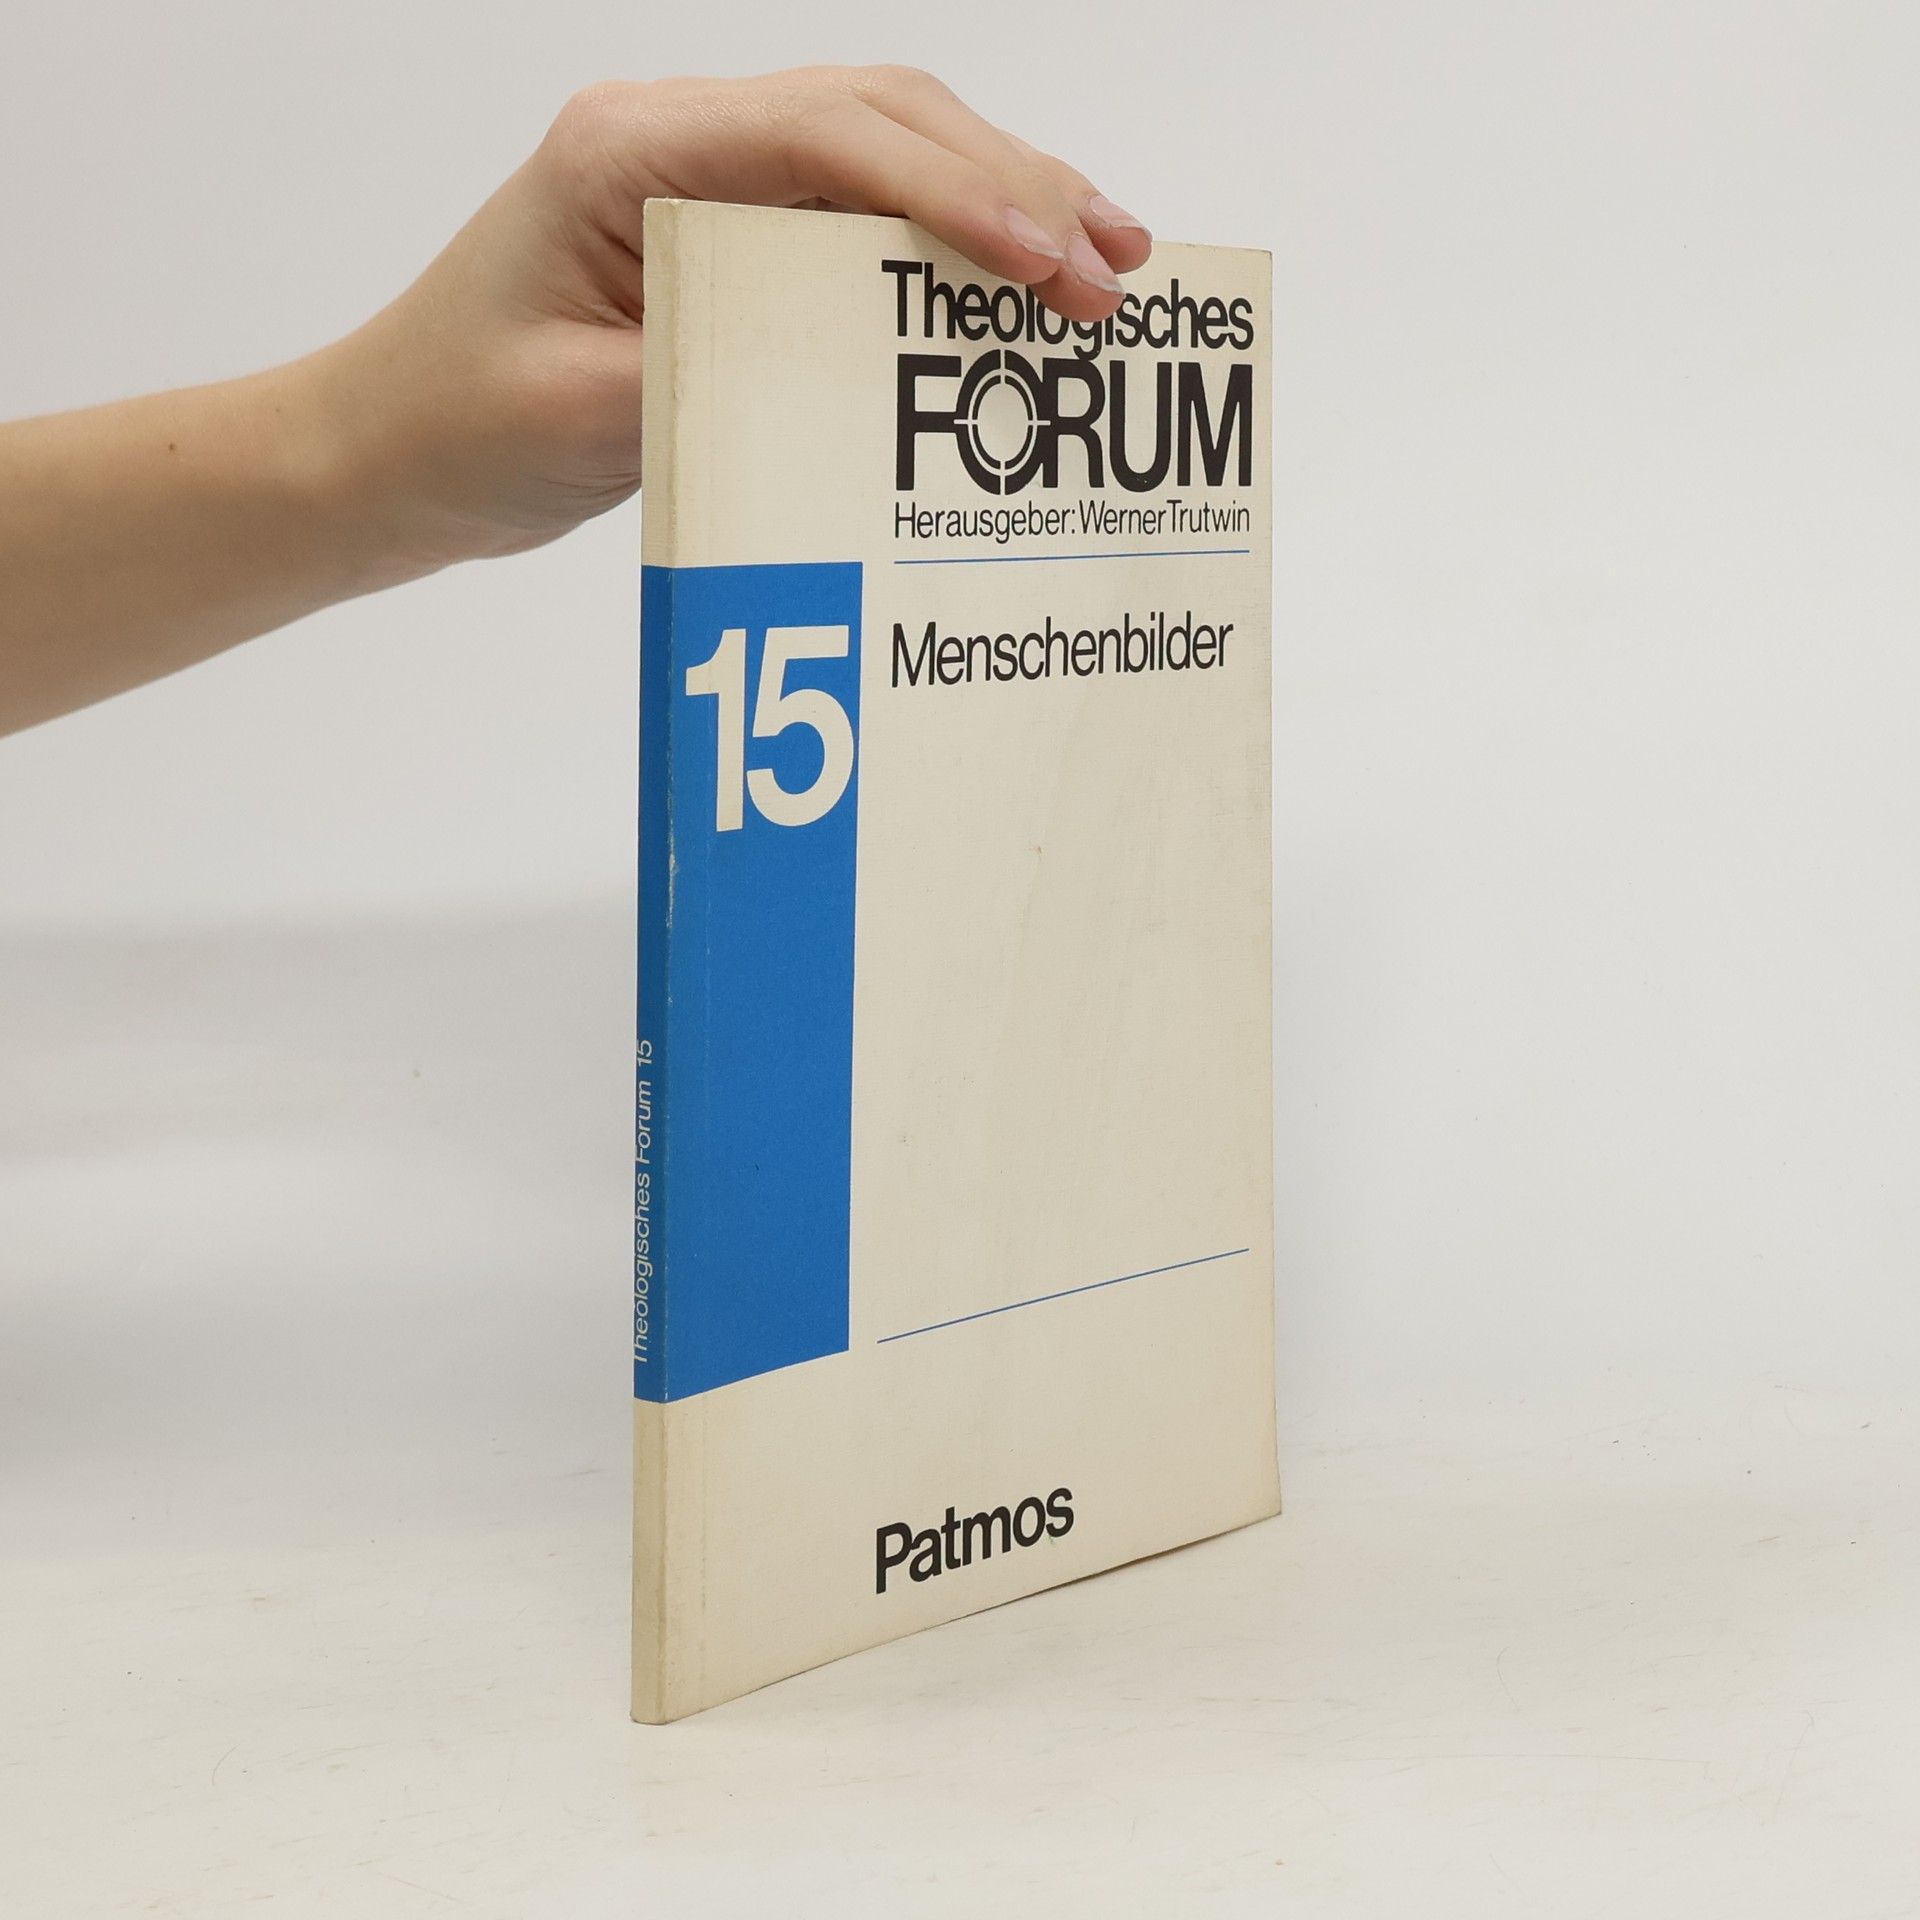 Theologisches
FORUM
Herausgeber: Werner Trutwin
15
Menschenbilder
Patmos
Theologisches Forum 15